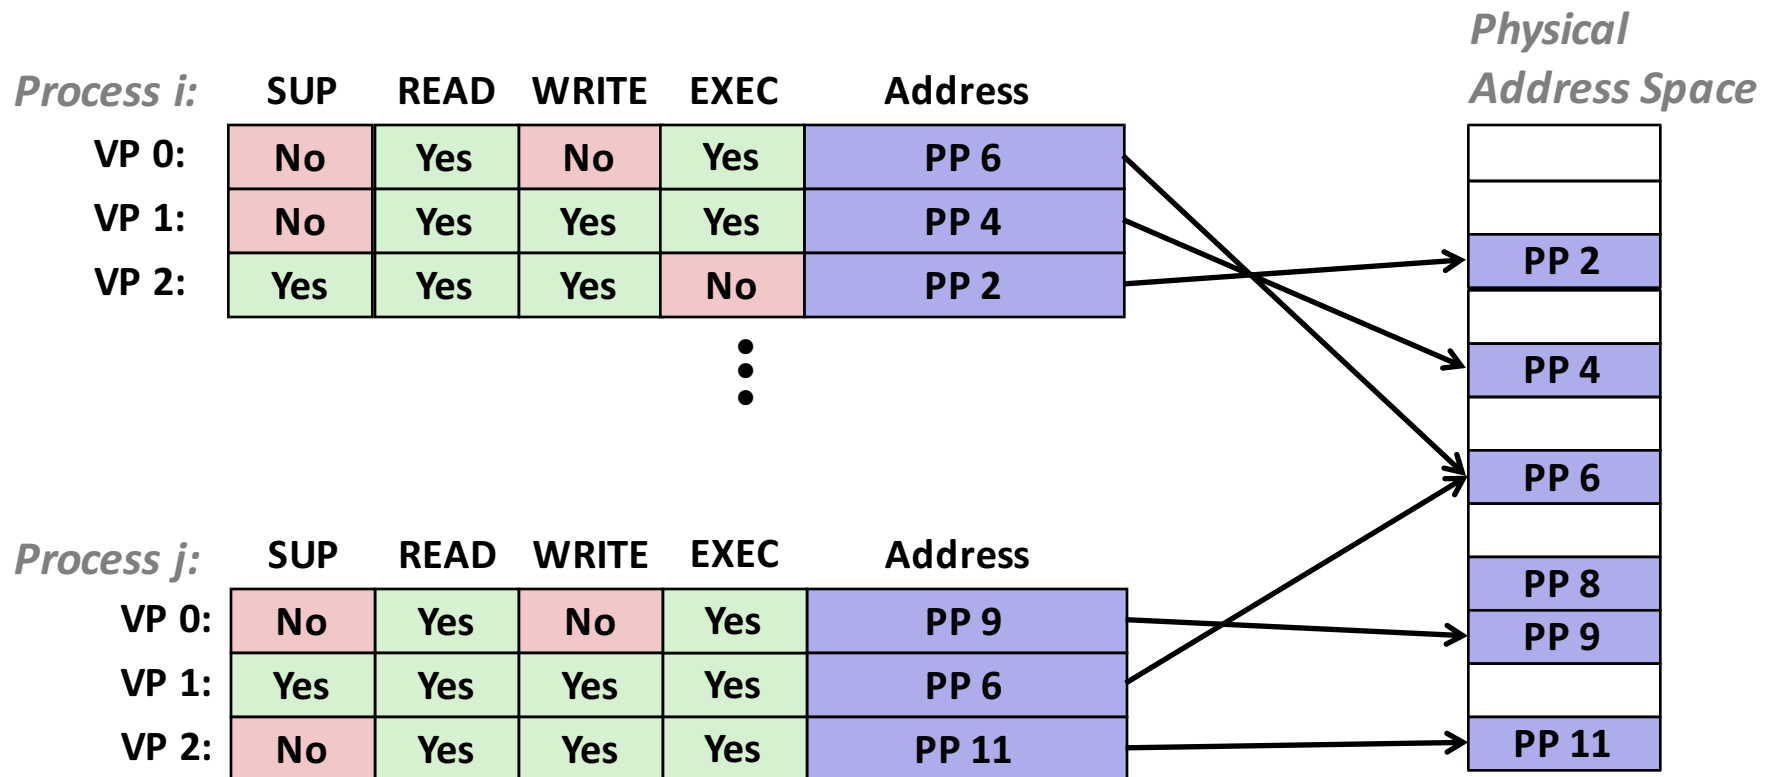 Physical
Address Space
Process i: SUP READ WRITE EXEC Address
VP 0: No Yes No Yes PP 6
VP 1: No Yes Yes Yes PP 4
VP 2: Yes Yes Yes No PP 2
PP 2
PP 4
PP 6
PP 8
PP 9
PP 11
Process j: SUP READ WRITE EXEC Address
VP 0: No Yes No Yes PP 9
VP 1: Yes Yes Yes Yes PP 6
VP 2: No Yes Yes Yes PP 11